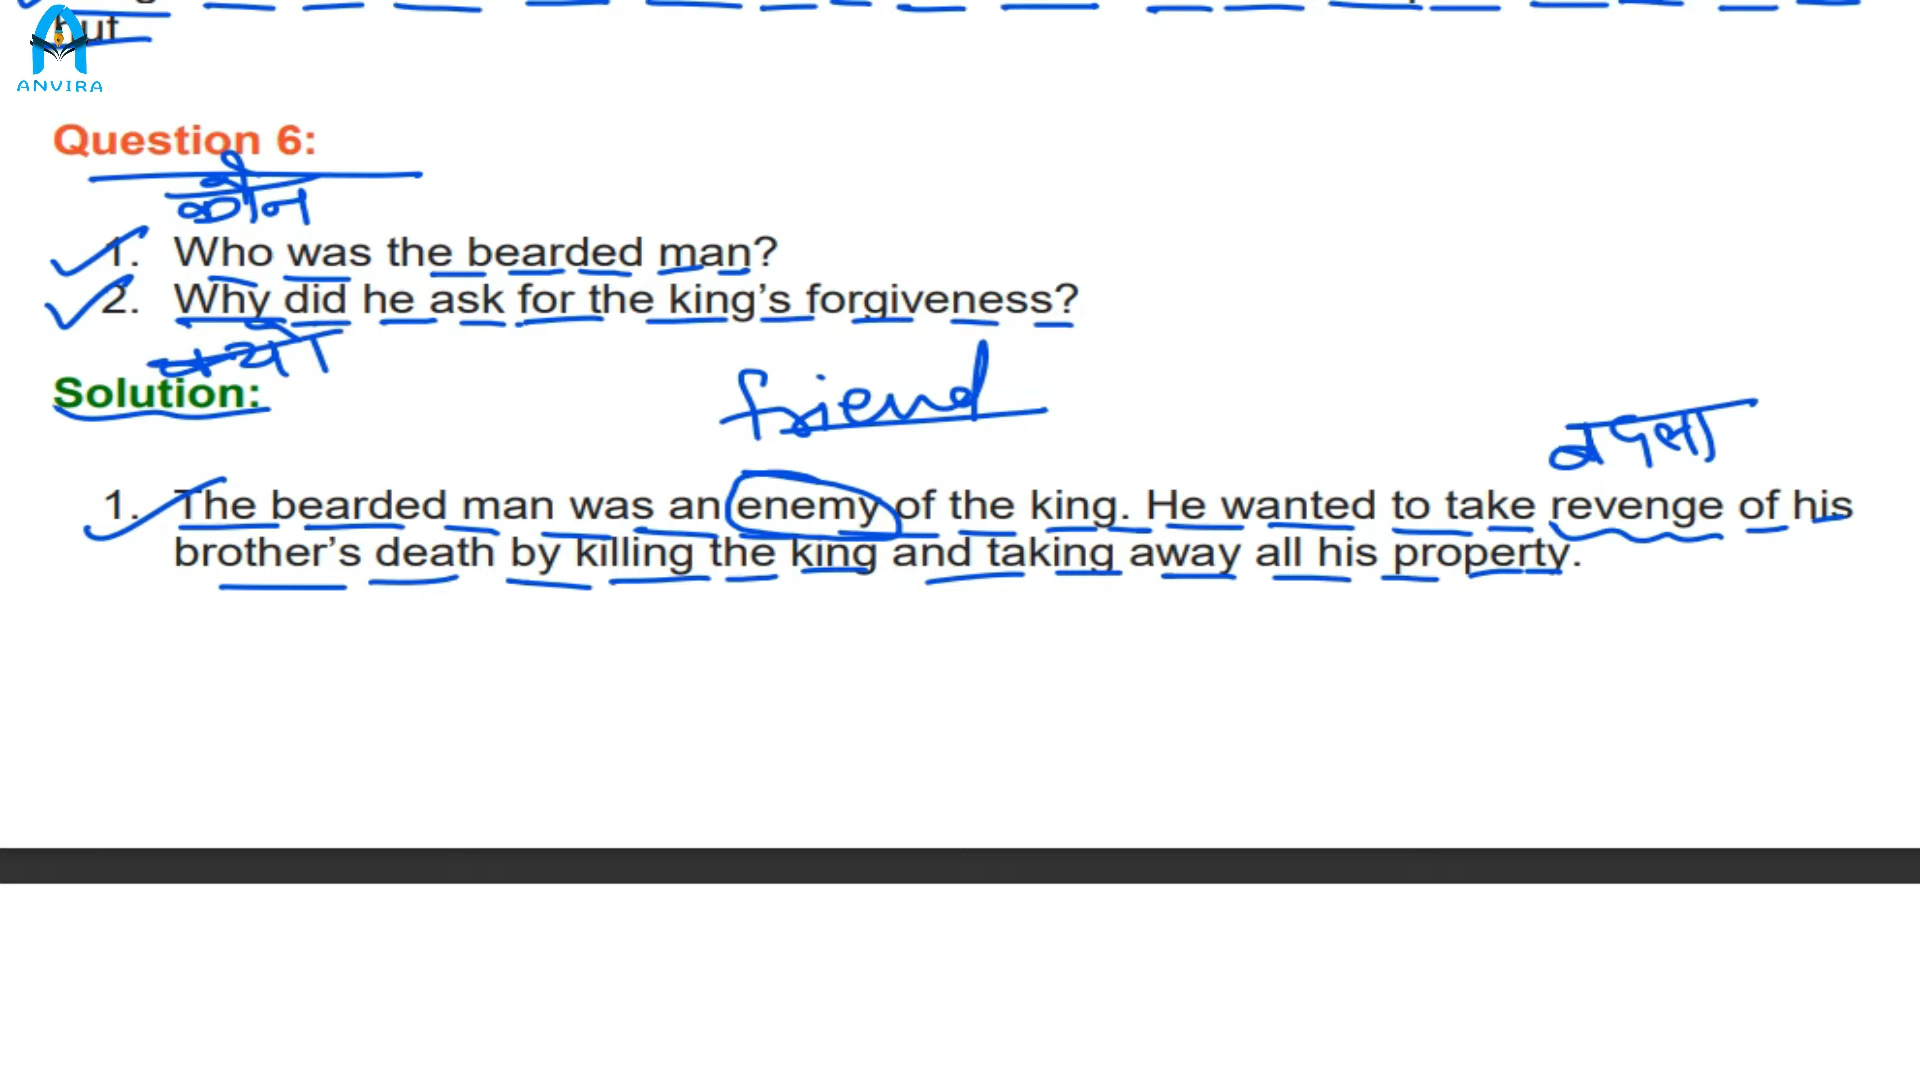 hut
ANVIRA
Question 6:
कौन
1. Who was the bearded man?
2. Why did he ask for the king's forgiveness?
क्यों
Solution:
friend
बदला
1. The bearded man was an enemy of the king. He wanted to take revenge of his
brother's death by killing the king and taking away all his property.